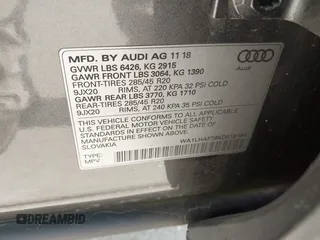 MFD. BY AUDI AG 11 18
GVWR LBS 6426, KG 2915
GAWR FRONT LBS 3064, KG 1390
FRONT-TIRES 285/45 R20
9JX20 RIMS, AT 220 KPA 32 PSI COLD
GAWR REAR LBS 3770, KG 1710
REAR-TIRES 285/45 R20
9JX20 RIMS, AT 240 KPA 35 PSI COLD
THIS VEHICLE CONFORMS TO ALL APPLICABLE
U.S. FEDERAL MOTOR VEHICLE SAFETY STANDARDS
IN EFFECT ON THE DATE OF MANUFACTURE SHOWN ABOVE.
SLOVAKIA
TYPE:
MPV
Audi
DREAMBID